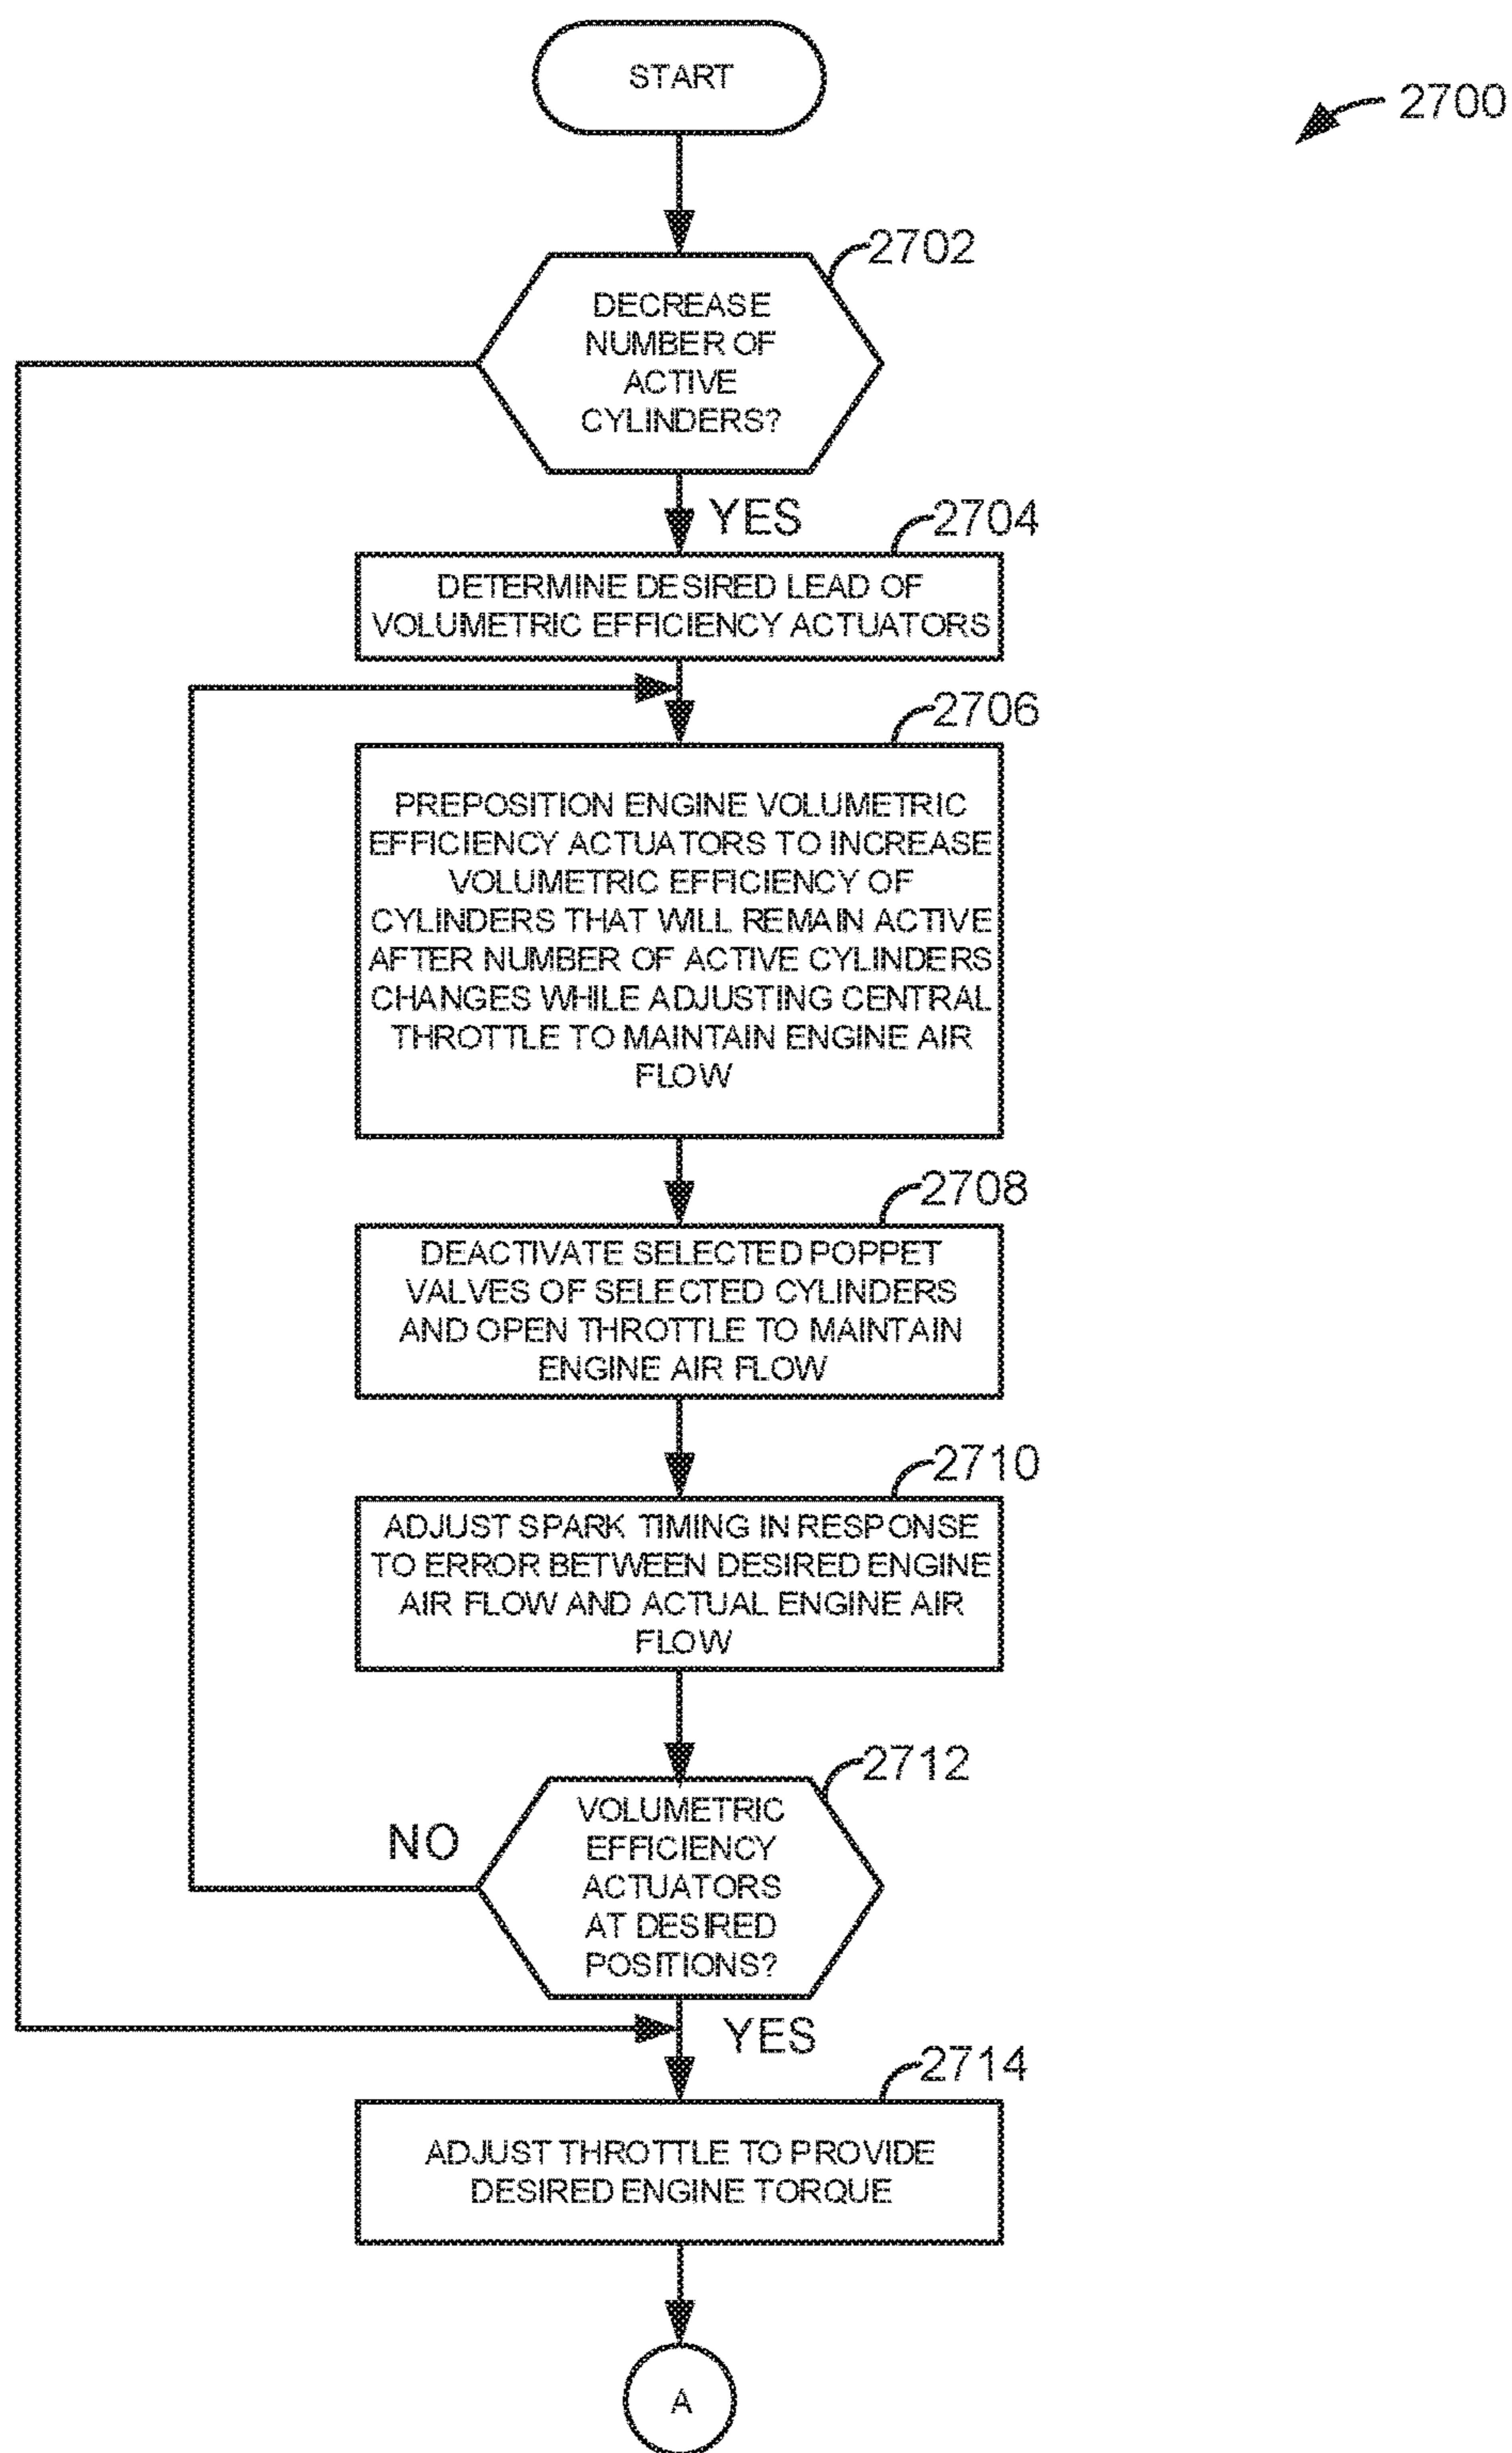 START
2700
2702
DECREASE
NUMBER OF
ACTIVE
CYLINDERS?
YES
2704
DETERMINE DESIRED LEAD OF
VOLUMETRIC EFFICIENCY ACTUATORS
2706
PREPOSITION ENGINE VOLUMETRIC
EFFICIENCY ACTUATORS TO INCREASE
VOLUMETRIC EFFICIENCY OF
CYLINDERS THAT WILL REMAIN ACTIVE
AFTER NUMBER OF ACTIVE CYLINDERS
CHANGES WHILE ADJUSTING CENTRAL
THROTTLE TO MAINTAIN ENGINE AIR
FLOW
2708
DEACTIVATE SELECTED POPPET
VALVES OF SELECTED CYLINDERS
AND OPEN THROTTLE TO MAINTAIN
ENGINE AIR FLOW
2710
ADJUST SPARK TIMING IN RESPONSE
TO ERROR BETWEEN DESIRED ENGINE
AIR FLOW AND ACTUAL ENGINE AIR
FLOW
2712
VOLUMETRIC
EFFICIENCY
ACTUATORS
AT DESIRED
POSITIONS?
NO
YES
2714
ADJUST THROTTLE TO PROVIDE
DESIRED ENGINE TORQUE
A